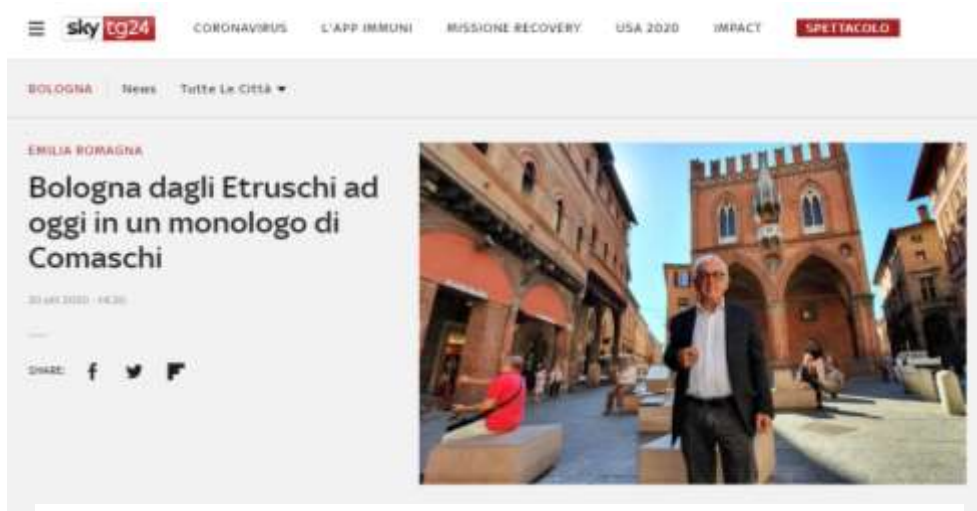 sky tg24
CORONAVIRUS L'APP IMMUNI MISSIONE RECOVERY USA 2020 IMPACT SPETTACOLO
BOLOGNA News Tutte Le Città
EMILIA ROMAGNA
Bologna dagli Etruschi ad
oggi in un monologo di
Comaschi
SHARE: